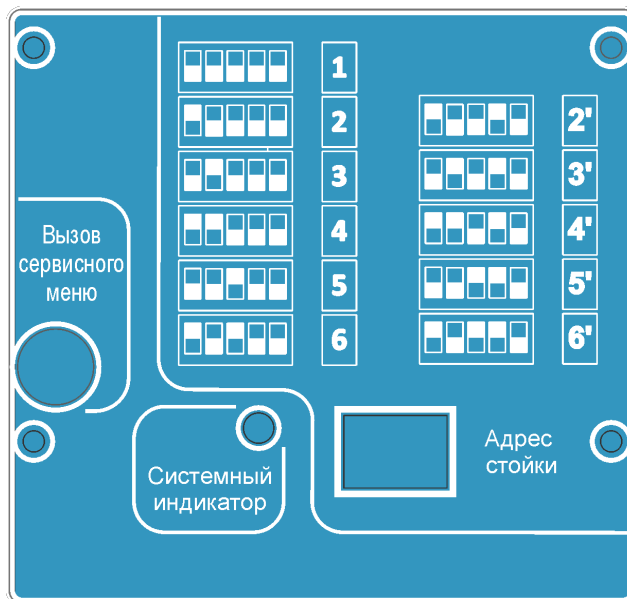 1
2 2'
3 3'
Вызов
сервисного
меню
4 4'
5 5'
6 6'
Системный
индикатор
Адрес
стойки